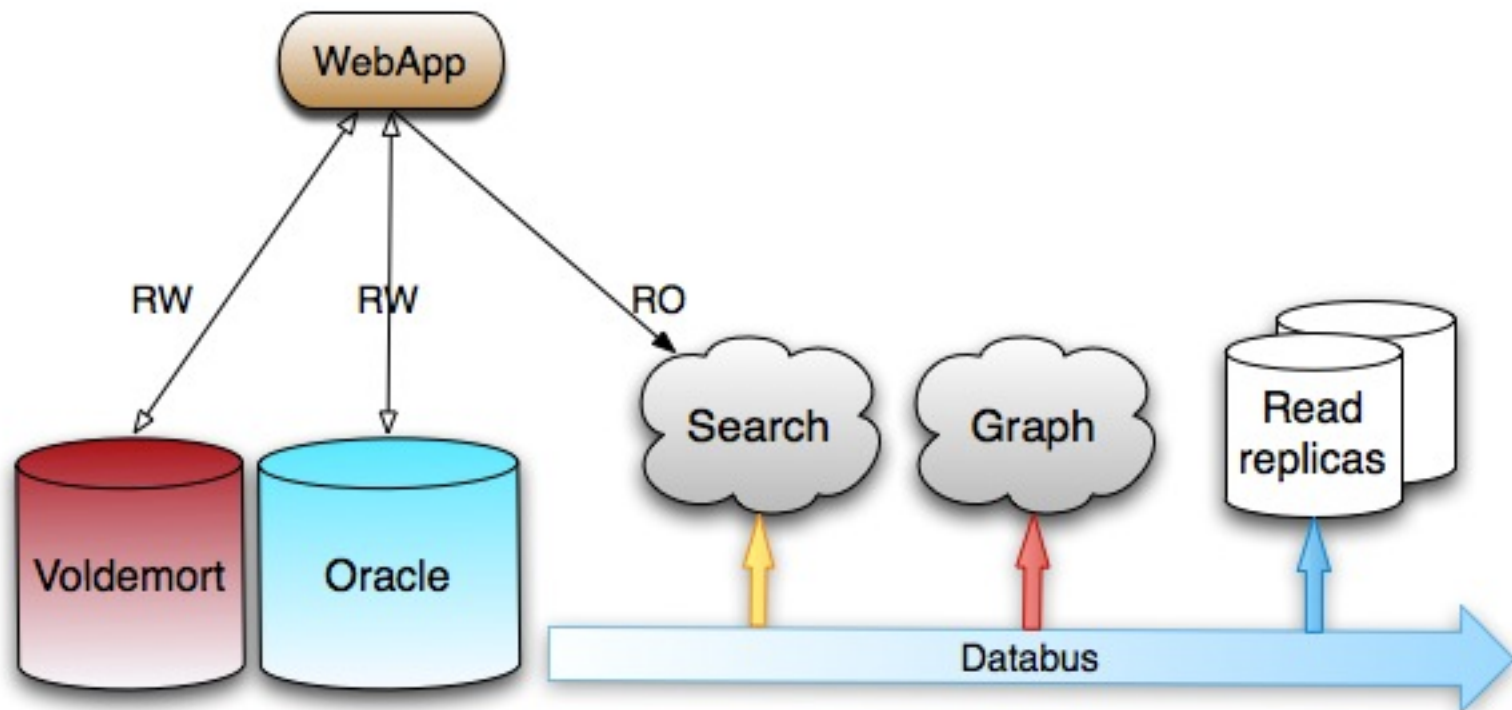 WebApp
RW
RW
RO
Search
Graph
Read
replicas
Voldemort
Oracle
Databus